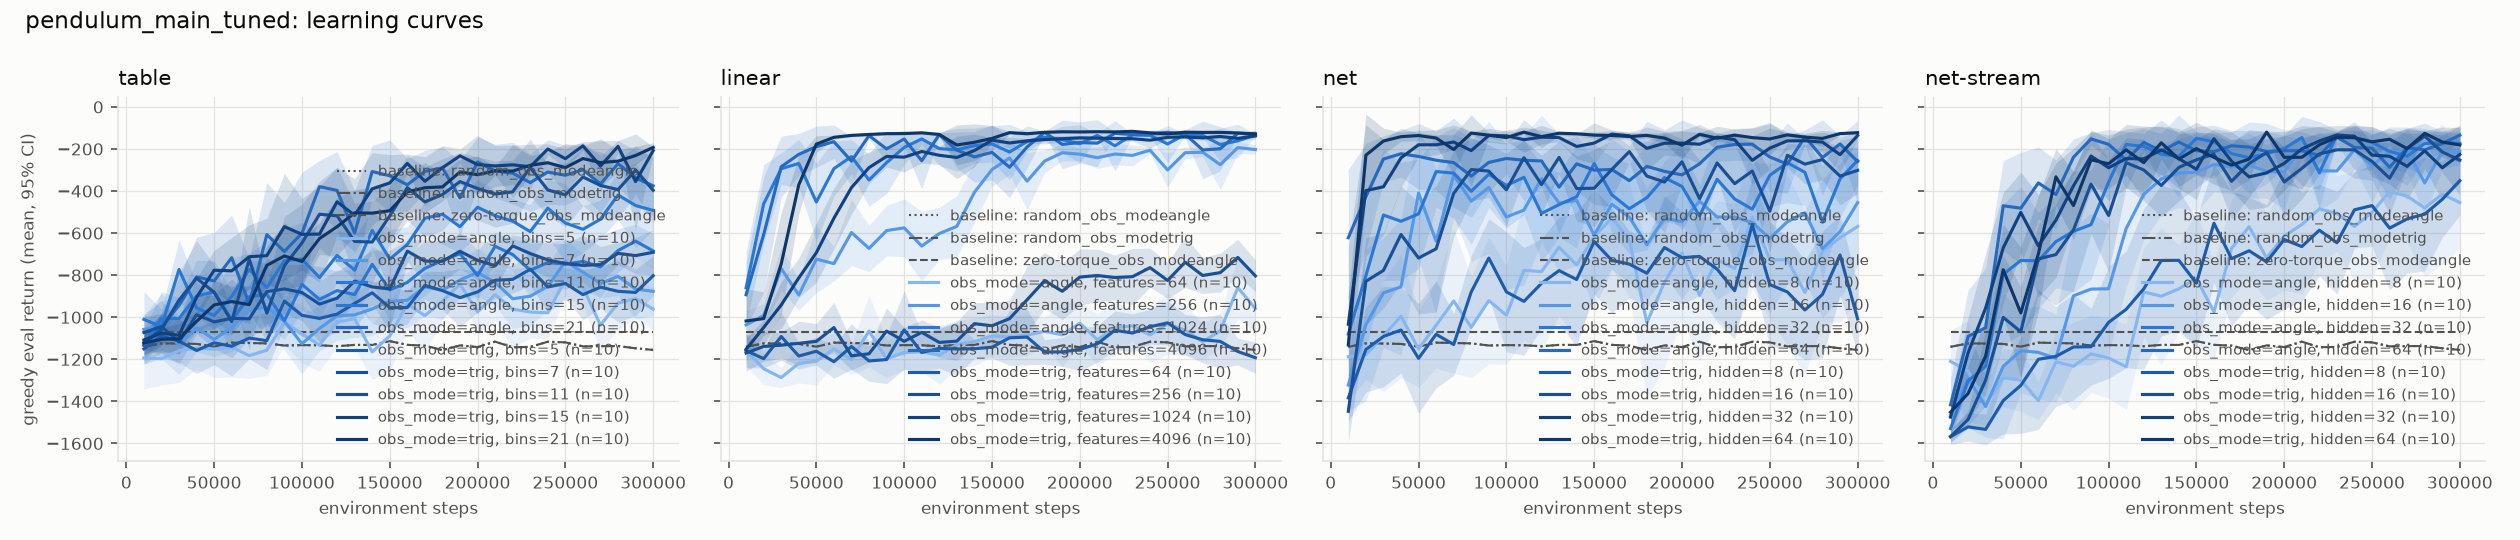 pendulum_main_tuned: learning curves
table
greedy eval return (mean, 95% CI)
0
−200
−400
−600
−800
−1000
−1200
−1400
−1600
baseline: random_obs_modeangle
baseline: random_obs_modetrig
baseline: zero-torque_obs_modeangle
obs_mode=angle, bins=5 (n=10)
obs_mode=angle, bins=7 (n=10)
obs_mode=angle, bins=11 (n=10)
obs_mode=angle, bins=15 (n=10)
obs_mode=angle, bins=21 (n=10)
obs_mode=trig, bins=5 (n=10)
obs_mode=trig, bins=7 (n=10)
obs_mode=trig, bins=11 (n=10)
obs_mode=trig, bins=15 (n=10)
obs_mode=trig, bins=21 (n=10)
0 50000 100000 150000 200000 250000 300000
environment steps
linear
baseline: random_obs_modeangle
baseline: random_obs_modetrig
baseline: zero-torque_obs_modeangle
obs_mode=angle, features=64 (n=10)
obs_mode=angle, features=256 (n=10)
obs_mode=angle, features=1024 (n=10)
obs_mode=angle, features=4096 (n=10)
obs_mode=trig, features=64 (n=10)
obs_mode=trig, features=256 (n=10)
obs_mode=trig, features=1024 (n=10)
obs_mode=trig, features=4096 (n=10)
0 50000 100000 150000 200000 250000 300000
environment steps
net
baseline: random_obs_modeangle
baseline: random_obs_modetrig
baseline: zero-torque_obs_modeangle
obs_mode=angle, hidden=8 (n=10)
obs_mode=angle, hidden=16 (n=10)
obs_mode=angle, hidden=32 (n=10)
obs_mode=angle, hidden=64 (n=10)
obs_mode=trig, hidden=8 (n=10)
obs_mode=trig, hidden=16 (n=10)
obs_mode=trig, hidden=32 (n=10)
obs_mode=trig, hidden=64 (n=10)
0 50000 100000 150000 200000 250000 300000
environment steps
net-stream
baseline: random_obs_modeangle
baseline: random_obs_modetrig
baseline: zero-torque_obs_modeangle
obs_mode=angle, hidden=8 (n=10)
obs_mode=angle, hidden=16 (n=10)
obs_mode=angle, hidden=32 (n=10)
obs_mode=angle, hidden=64 (n=10)
obs_mode=trig, hidden=8 (n=10)
obs_mode=trig, hidden=16 (n=10)
obs_mode=trig, hidden=32 (n=10)
obs_mode=trig, hidden=64 (n=10)
0 50000 100000 150000 200000 250000 300000
environment steps